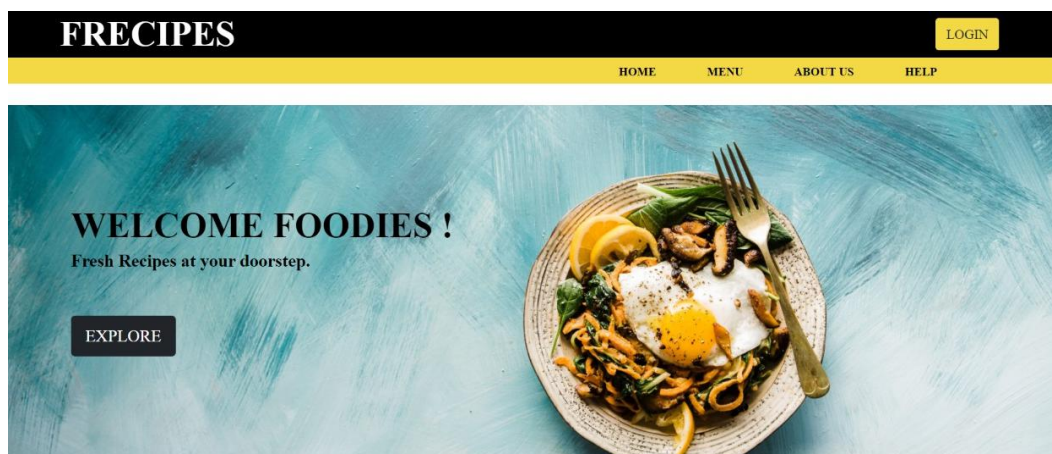 FRECIPES
LOGIN
HOME MENU ABOUT US HELP
WELCOME FOODIES !
Fresh Recipes at your doorstep.
EXPLORE